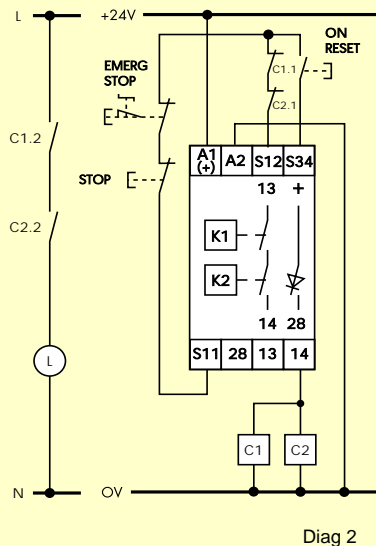 L +24V
ON
RESET
EMERG
STOP
C1.1
C2.1
C1.2
STOP
A1 (+) A2 S12 S34
13 +
K1
C2.2
K2
14 28
L
S11 28 13 14
C1 C2
N OV
Diag 2